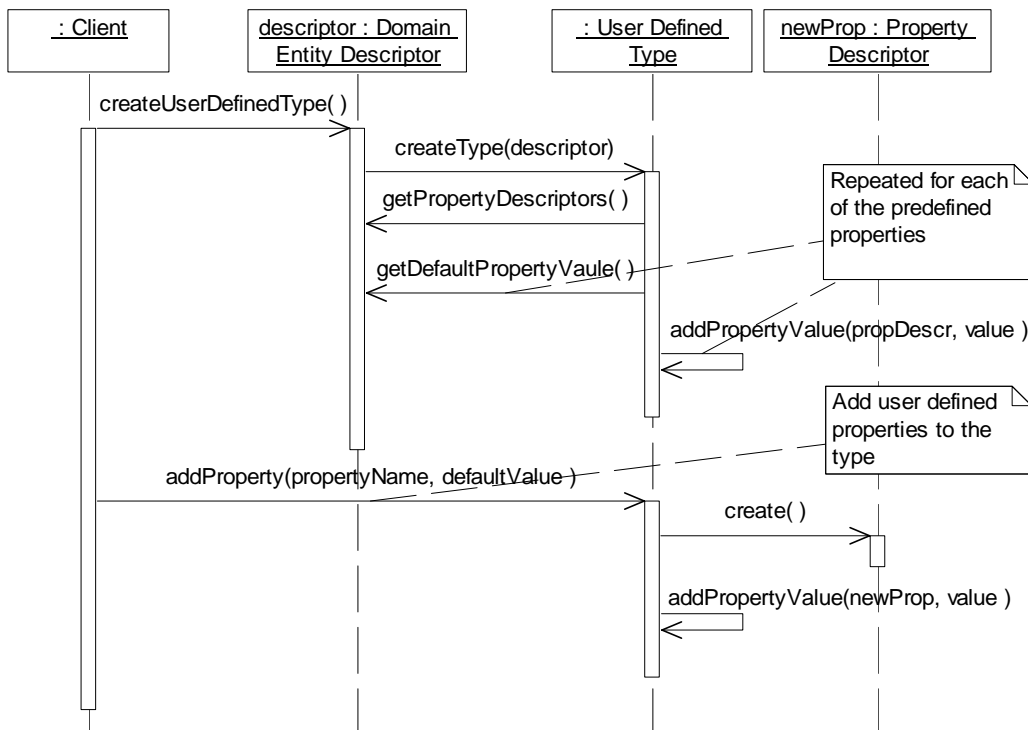 : Client
descriptor : Domain
Entity Descriptor
: User Defined
Type
newProp : Property
Descriptor
createUserDefinedType( )
createType(descriptor)
getPropertyDescriptors( )
Repeated for each
of the predefined
properties
getDefaultPropertyVaule( )
addPropertyValue(propDescr, value )
Add user defined
properties to the
type
addProperty(propertyName, defaultValue )
create( )
addPropertyValue(newProp, value )